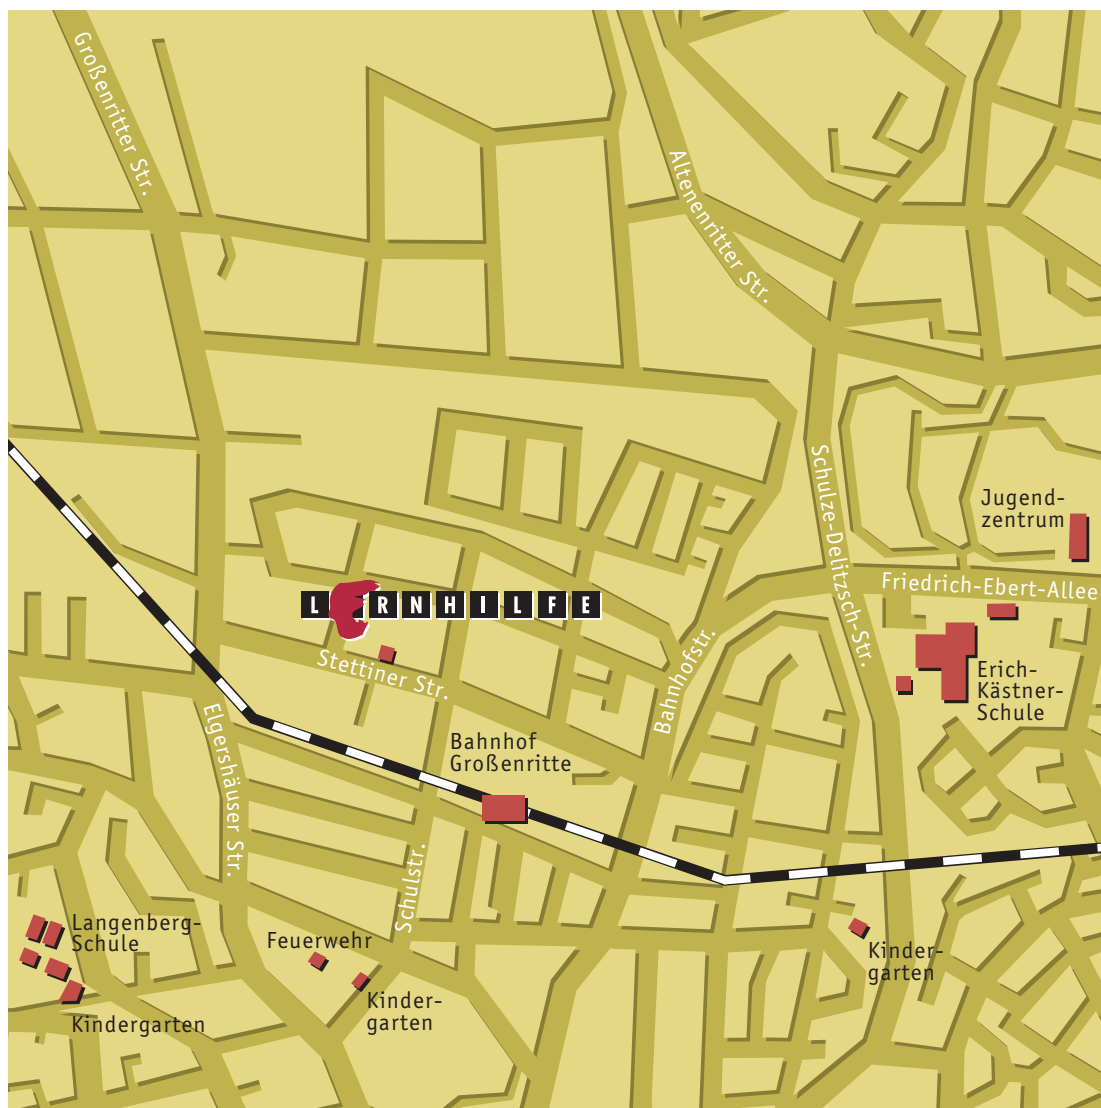 Großenritter Str.
Altenenritter Str.
Schulze-Delitzsch-Str.
Jugend-
zentrum
Friedrich-Ebert-Allee
LERNHILFE
Stettiner Str.
Bahnhofstr.
Erich-
Kästner-
Schule
Elgershäuser Str.
Bahnhof
Großenritte
Schulstr.
Langenberg-
Schule
Feuerwehr
Kinder-
garten
Kinder-
garten
Kindergarten